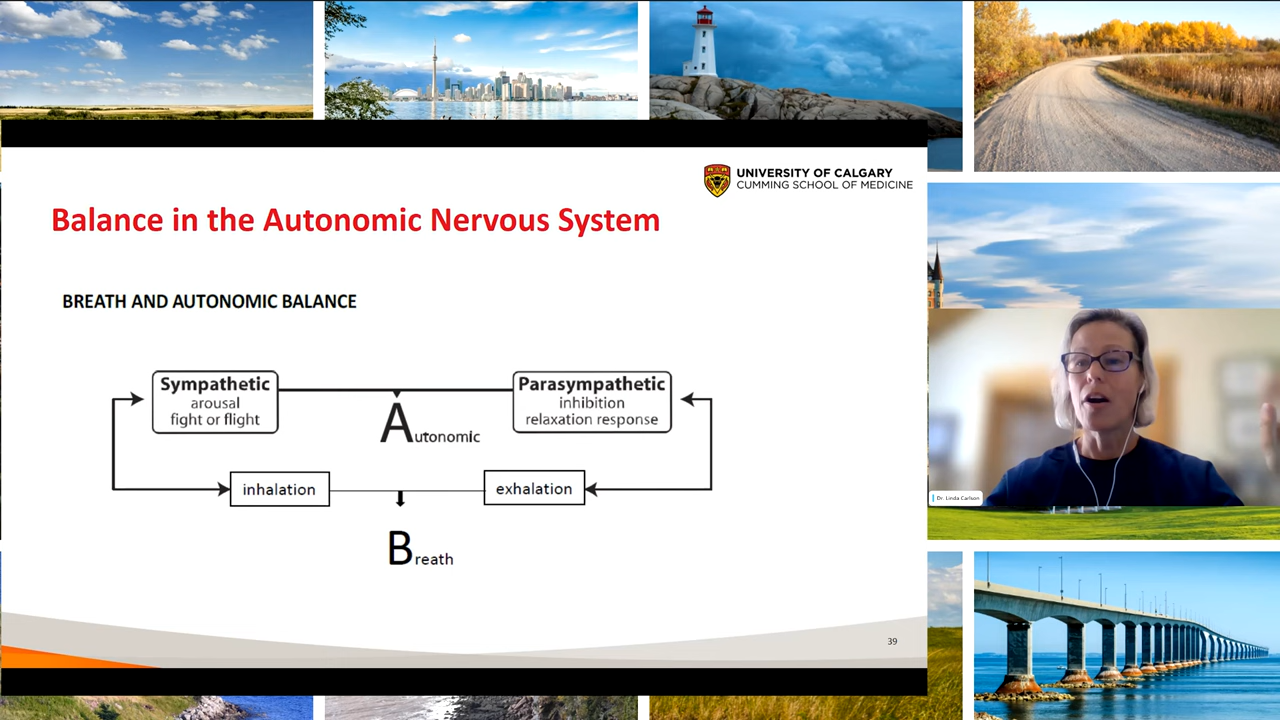 UNIVERSITY OF CALGARY
CUMMING SCHOOL OF MEDICINE
Balance in the Autonomic Nervous System
BREATH AND AUTONOMIC BALANCE
Sympathetic
arousal
fight or flight
Parasympathetic
inhibition
relaxation response
Autonomic
inhalation
exhalation
Breath
Dr. Linda Carlson
39